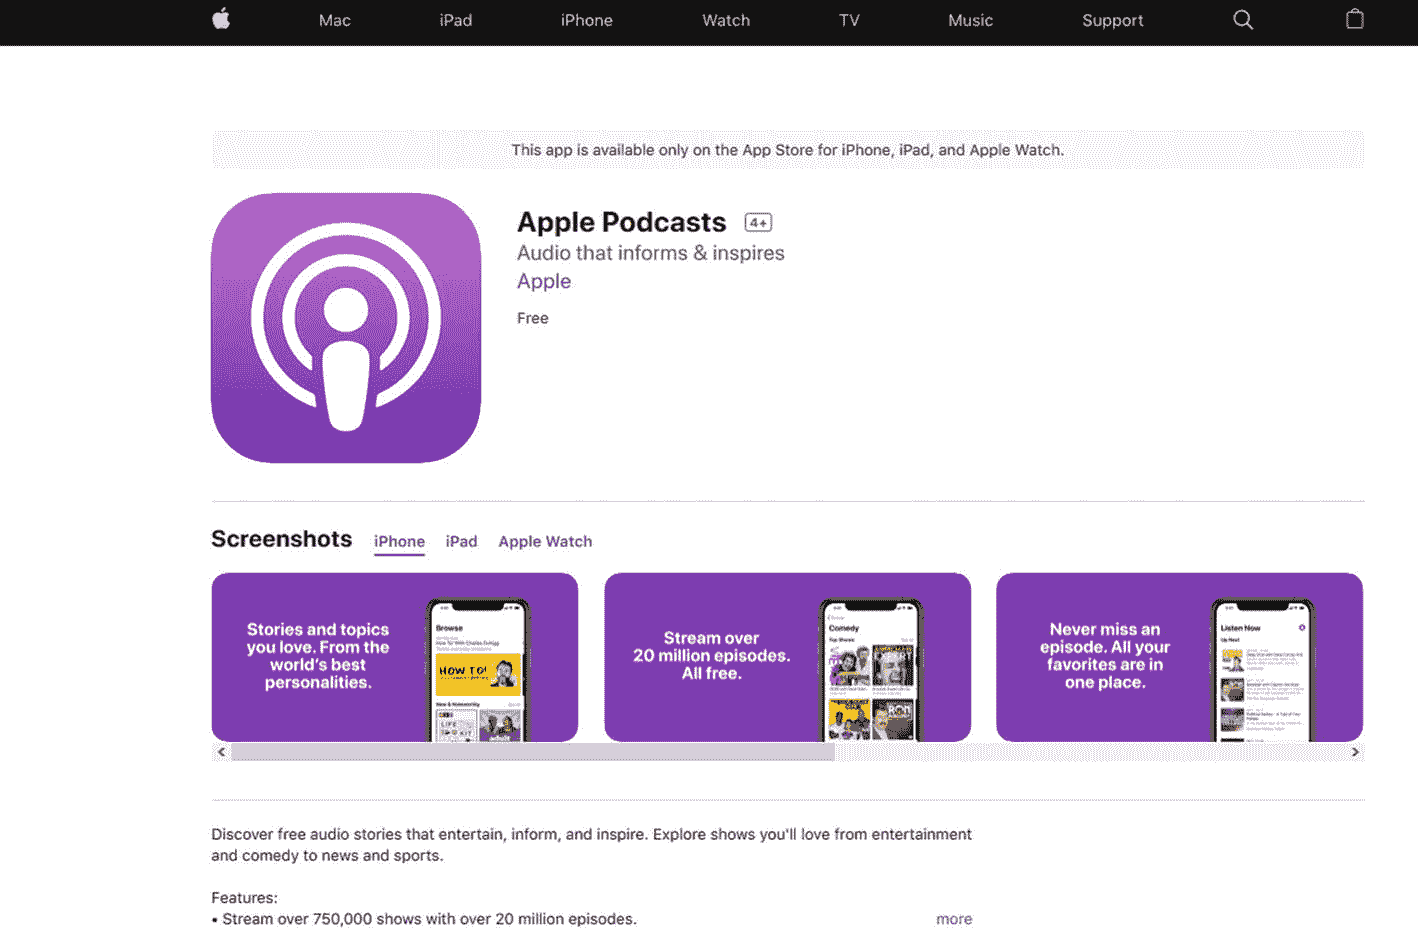 Mac iPad iPhone Watch TV Music Support
This app is available only on the App Store for iPhone, iPad, and Apple Watch.
Apple Podcasts 4+
Audio that informs & inspires
Apple
Free
Screenshots iPhone iPad Apple Watch
Stories and topics
you love. From the
world's best
personalities.
Browse
HOW TO!
Stream over
20 million episodes.
All free.
Comedy
Top Shows
Never miss an
episode. All your
favorites are in
one place.
Listen Now
Up Next
Discover free audio stories that entertain, inform, and inspire. Explore shows you'll love from entertainment
and comedy to news and sports.
Features:
• Stream over 750,000 shows with over 20 million episodes.
more